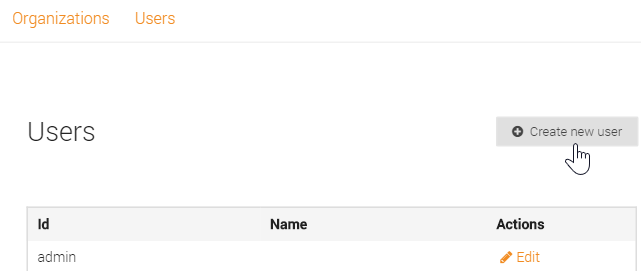 Organizations Users
Users
Create new user
Id Name Actions
admin Edit